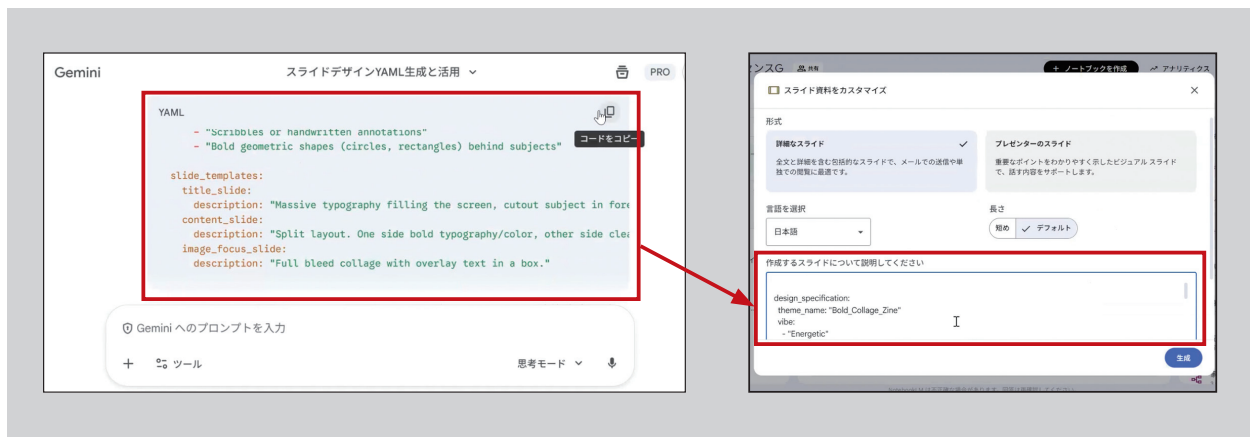 Gemini
スライドデザインYAML生成と活用
PRO
YAML
- "Scribbles or handwritten annotations"
- "Bold geometric shapes (circles, rectangles) behind subjects"
コードをコピー
slide_templates:
title_slide:
description: "Massive typography filling the screen, cutout subject in fore
content_slide:
description: "Split layout. One side bold typography/color, other side clea
image_focus_slide:
description: "Full bleed collage with overlay text in a box."
Gemini へのプロンプトを入力
ツール
思考モード
ンスG 共有
+ ノートブックを作成
アナリティクス
スライド資料をカスタマイズ
形式
詳細なスライド
全文と詳細を含む包括的なスライドで、メールでの送信や単
独での閲覧に最適です。
プレゼンターのスライド
重要なポイントをわかりやすく示したビジュアル スライド
で、話す内容をサポートします。
言語を選択
日本語
長さ
短め
デフォルト
作成するスライドについて説明してください
design_specification:
theme_name: "Bold_Collage_Zine"
vibe:
- "Energetic"
生成